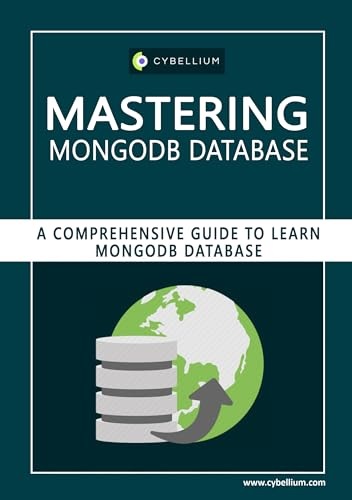 CYBELLIUM
MASTERING
MONGODB DATABASE
A COMPREHENSIVE GUIDE TO LEARN
MONGODB DATABASE
www.cybellium.com